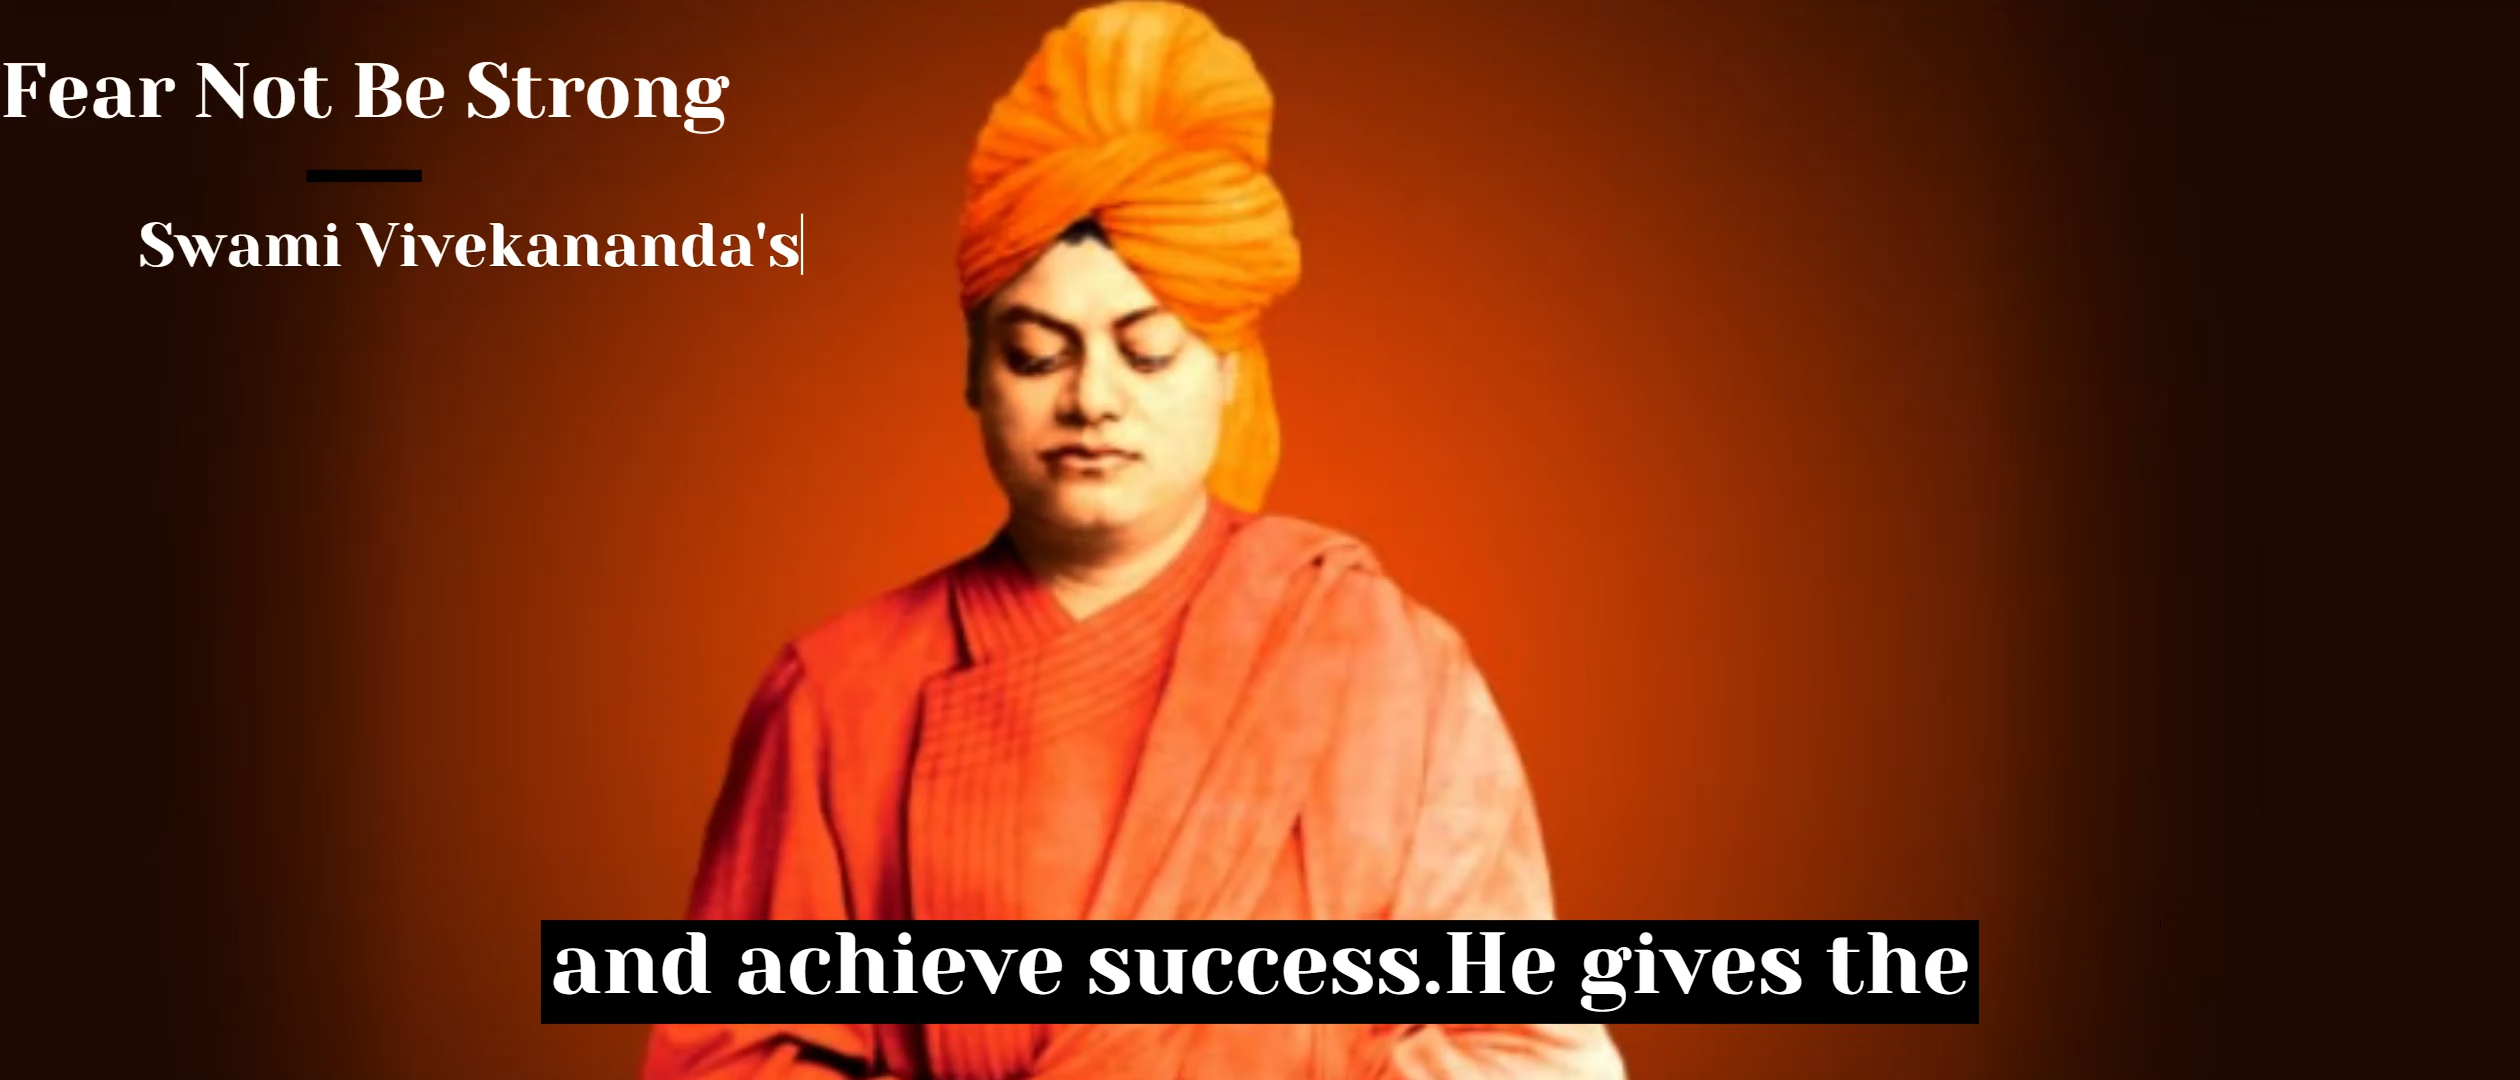 Fear Not Be Strong
Swami Vivekananda's
and achieve success.He gives the